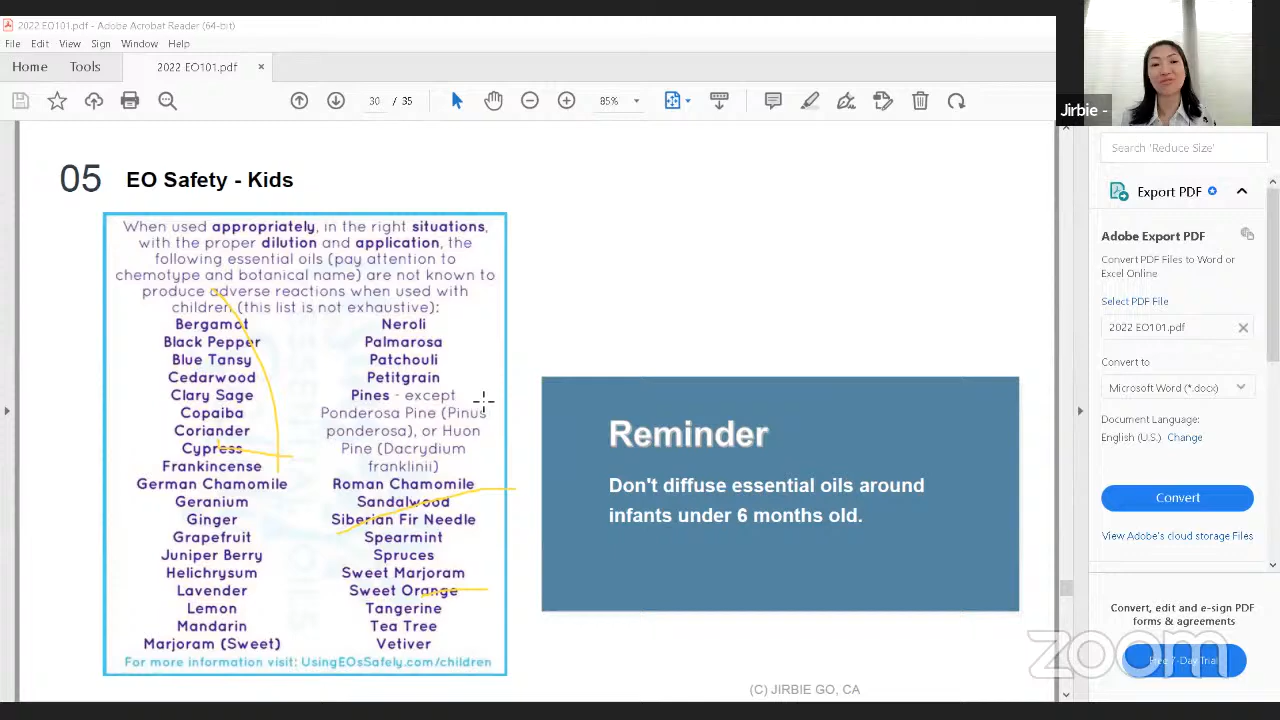 2022 EO101.pdf - Adobe Acrobat Reader (64-bit)
File Edit View Sign Window Help
Home Tools 2022 EO101.pdf ×
30 / 35 85%
Jirbie -
05 EO Safety - Kids
When used appropriately, in the right situations,
with the proper dilution and application, the
following essential oils (pay attention to
chemotype and botanical name) are not known to
produce adverse reactions when used with
children (this list is not exhaustive):
Bergamot
Black Pepper
Blue Tansy
Cedarwood
Clary Sage
Copaiba
Coriander
Cypress
Frankincense
German Chamomile
Geranium
Ginger
Grapefruit
Juniper Berry
Helichrysum
Lavender
Lemon
Mandarin
Marjoram (Sweet)
Neroli
Palmarosa
Patchouli
Petitgrain
Pines - except
Ponderosa Pine (Pinus
ponderosa), or Huon
Pine (Dacrydium
franklinii)
Roman Chamomile
Sandalwood
Siberian Fir Needle
Spearmint
Spruces
Sweet Marjoram
Sweet Orange
Tangerine
Tea Tree
Vetiver
For more information visit: UsingEOsSafely.com/children
Reminder
Don't diffuse essential oils around
infants under 6 months old.
(C) JIRBIE GO, CA
Search 'Reduce Size'
Export PDF
Adobe Export PDF
Convert PDF Files to Word or
Excel Online
Select PDF File
2022 EO101.pdf
Convert to
Microsoft Word (*.docx)
Document Language:
English (U.S.) Change
Convert
View Adobe's cloud storage Files
Convert, edit and e-sign PDF
forms & agreements
Free 7-Day Trial
zoom